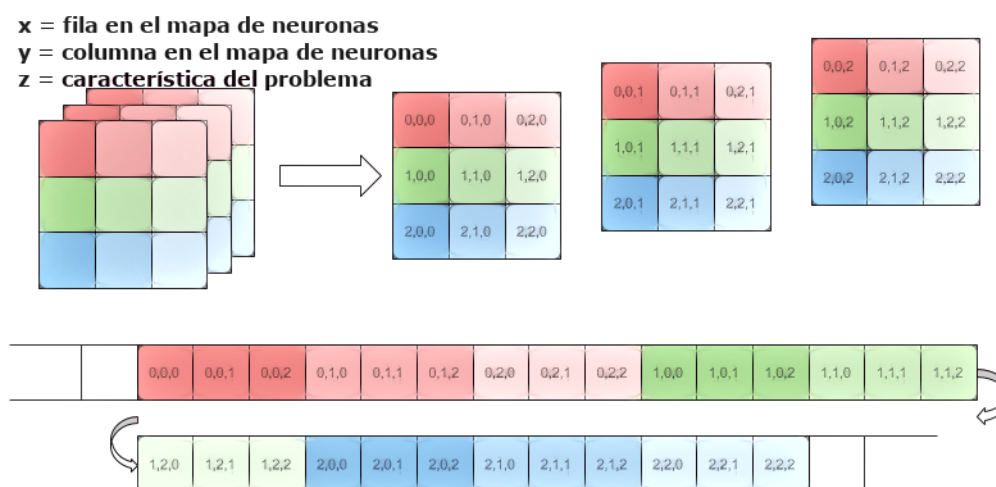 x = fila en el mapa de neuronas
y = columna en el mapa de neuronas
z = característica del problema
0,0,0 0,1,0 0,2,0
1,0,0 1,1,0 1,2,0
2,0,0 2,1,0 2,2,0
0,0,1 0,1,1 0,2,1
1,0,1 1,1,1 1,2,1
2,0,1 2,1,1 2,2,1
0,0,2 0,1,2 0,2,2
1,0,2 1,1,2 1,2,2
2,0,2 2,1,2 2,2,2
0,0,0 0,0,1 0,0,2 0,1,0 0,1,1 0,1,2 0,2,0 0,2,1 0,2,2 1,0,0 1,0,1 1,0,2 1,1,0 1,1,1 1,1,2
1,2,0 1,2,1 1,2,2 2,0,0 2,0,1 2,0,2 2,1,0 2,1,1 2,1,2 2,2,0 2,2,1 2,2,2